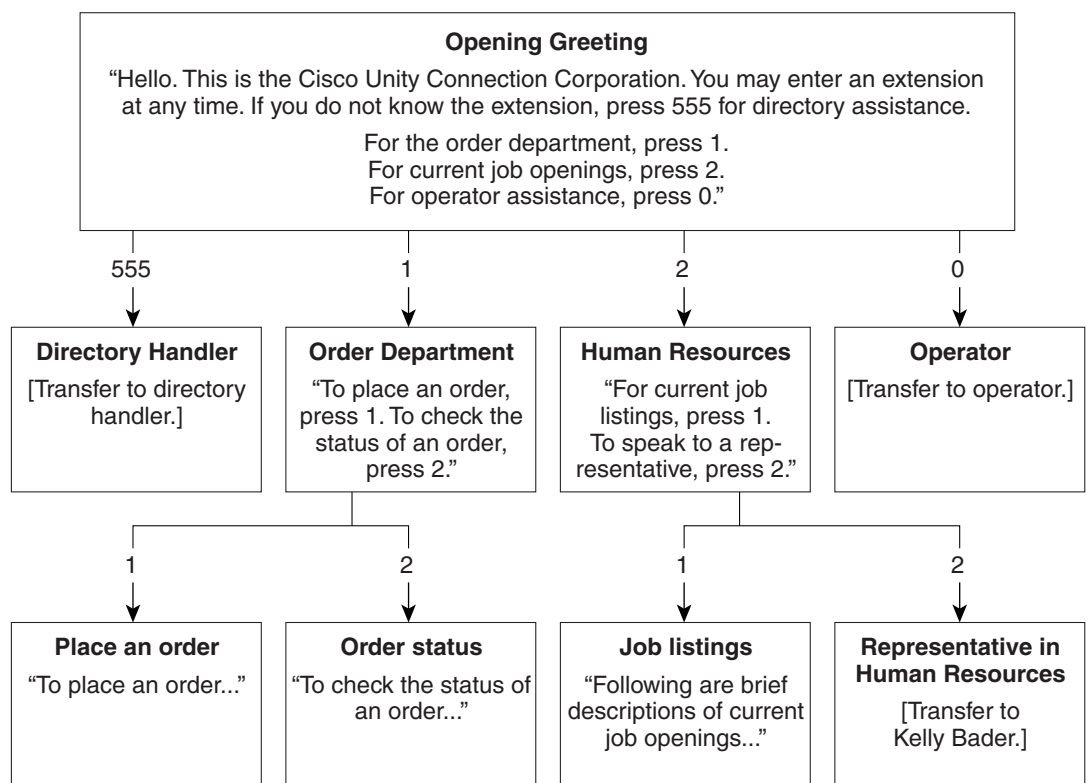 Opening Greeting
“Hello. This is the Cisco Unity Connection Corporation. You may enter an extension
at any time. If you do not know the extension, press 555 for directory assistance.
For the order department, press 1.
For current job openings, press 2.
For operator assistance, press 0.”
555
1
2
0
Directory Handler
[Transfer to directory
handler.]
Order Department
“To place an order,
press 1. To check the
status of an order,
press 2.”
Human Resources
“For current job
listings, press 1.
To speak to a rep-
resentative, press 2.”
Operator
[Transfer to operator.]
1
2
1
2
Place an order
“To place an order...”
Order status
“To check the status of
an order...”
Job listings
“Following are brief
descriptions of current
job openings...”
Representative in
Human Resources
[Transfer to
Kelly Bader.]